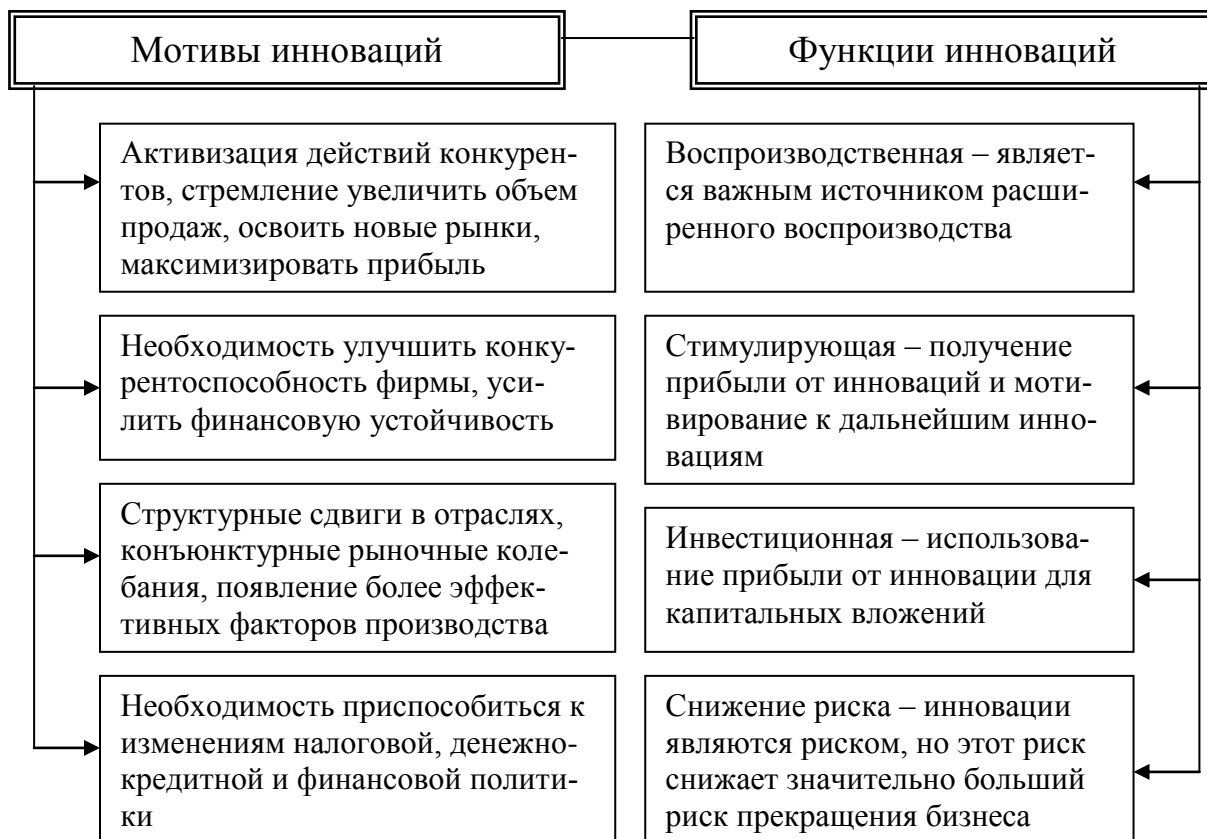 Мотивы инноваций
Функции инноваций
Активизация действий конкурен-
тов, стремление увеличить объем
продаж, освоить новые рынки,
максимизировать прибыль
Необходимость улучшить конку-
рентоспособность фирмы, уси-
лить финансовую устойчивость
Структурные сдвиги в отраслях,
конъюнктурные рыночные коле-
бания, появление более эффек-
тивных факторов производства
Необходимость приспособиться к
изменениям налоговой, денежно-
кредитной и финансовой полити-
ки
Воспроизводственная – являет-
ся важным источником расши-
ренного воспроизводства
Стимулирующая – получение
прибыли от инноваций и моти-
вирование к дальнейшим инно-
вациям
Инвестиционная – использова-
ние прибыли от инновации для
капитальных вложений
Снижение риска – инновации
являются риском, но этот риск
снижает значительно больший
риск прекращения бизнеса